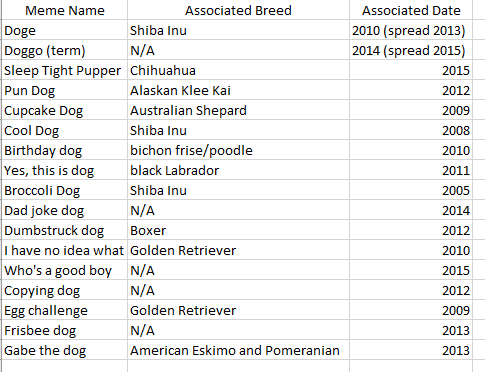 Meme Name Associated Breed Associated Date
Doge Shiba Inu 2010 (spread 2013)
Doggo (term) N/A 2014 (spread 2015)
Sleep Tight Pupper Chihuahua 2015
Pun Dog Alaskan Klee Kai 2012
Cupcake Dog Australian Shepard 2009
Cool Dog Shiba Inu 2008
Birthday dog bichon frise/poodle 2010
Yes, this is dog black Labrador 2011
Broccoli Dog Shiba Inu 2005
Dad joke dog N/A 2014
Dumbstruck dog Boxer 2012
I have no idea what Golden Retriever 2010
Who's a good boy N/A 2015
Copying dog N/A 2012
Egg challenge Golden Retriever 2009
Frisbee dog N/A 2013
Gabe the dog American Eskimo and Pomeranian 2013